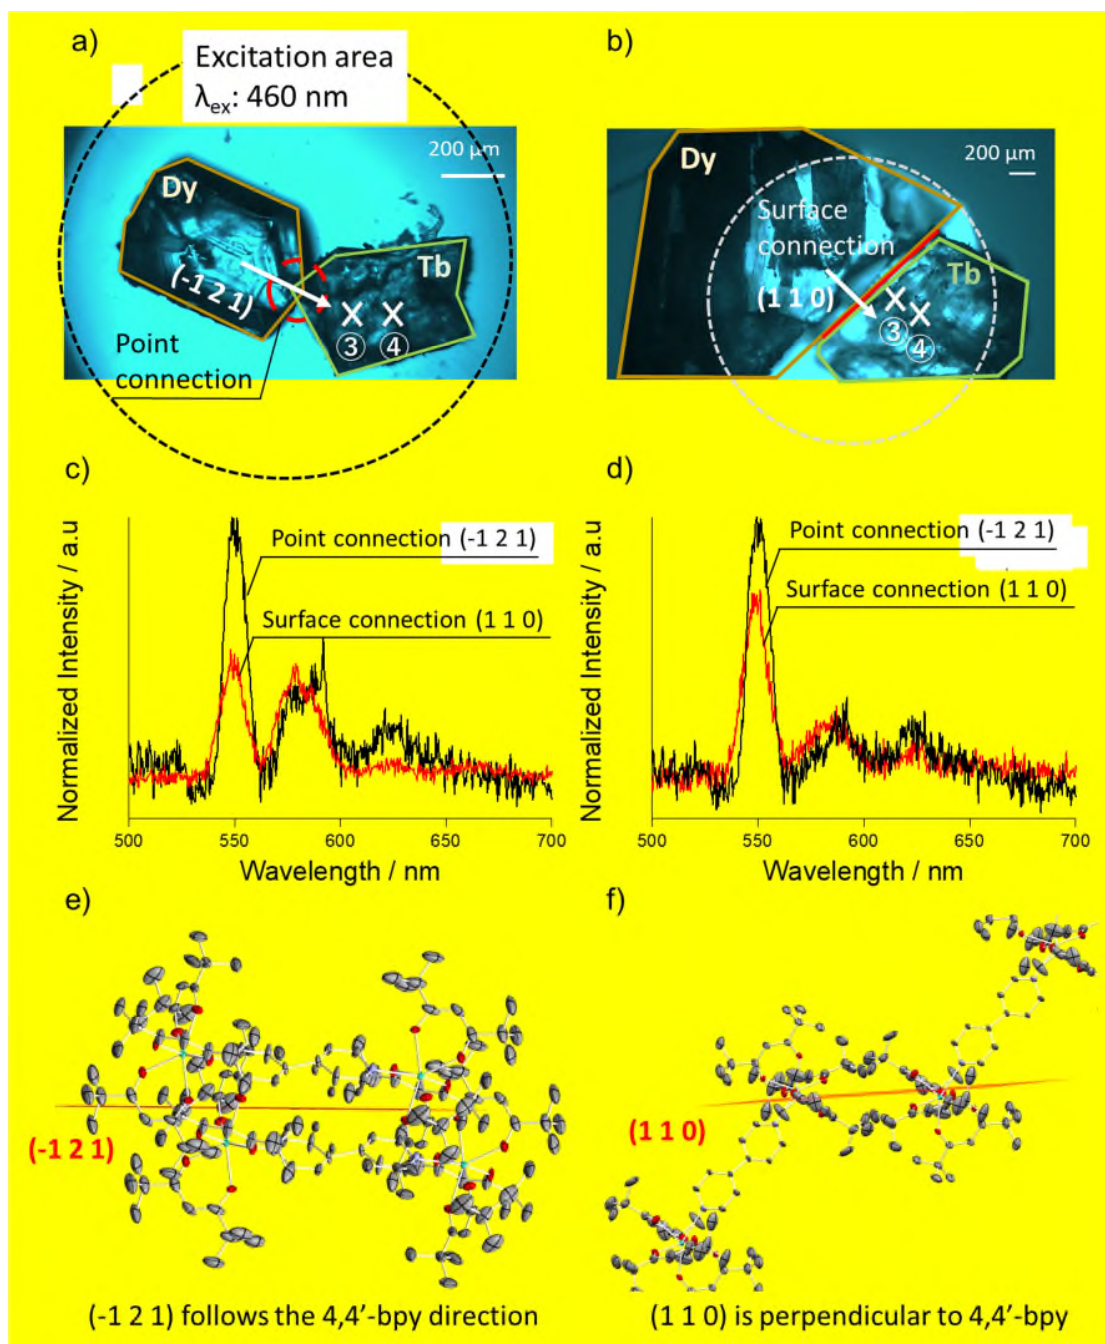 a)
Excitation area
λex: 460 nm
200 μm
Dy
(-1 2 1)
Tb
③ ④
Point
connection
b)
200 μm
Dy
Surface
connection
Tb
(1 1 0)
③ ④
c)
Normalized Intensity / a.u
Point connection (-1 2 1)
Surface connection (1 1 0)
500 550 600 650 700
Wavelength / nm
d)
Normalized Intensity / a.u
Point connection (-1 2 1)
Surface connection (1 1 0)
500 550 600 650 700
Wavelength / nm
e)
(-1 2 1)
(-1 2 1) follows the 4,4′-bpy direction
f)
(1 1 0)
(1 1 0) is perpendicular to 4,4′-bpy